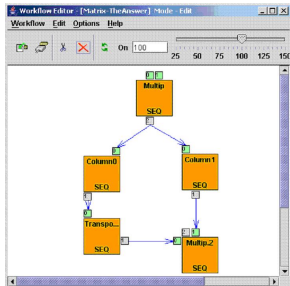 Workflow Editor - [Matrix-TheAnswer] Mode - Edit
Workflow Edit Options Help
On 100
25 50 75 100 125 150
Multip
SEQ
Column0
SEQ
Column1
SEQ
Transpo...
SEQ
Multip.2
SEQ